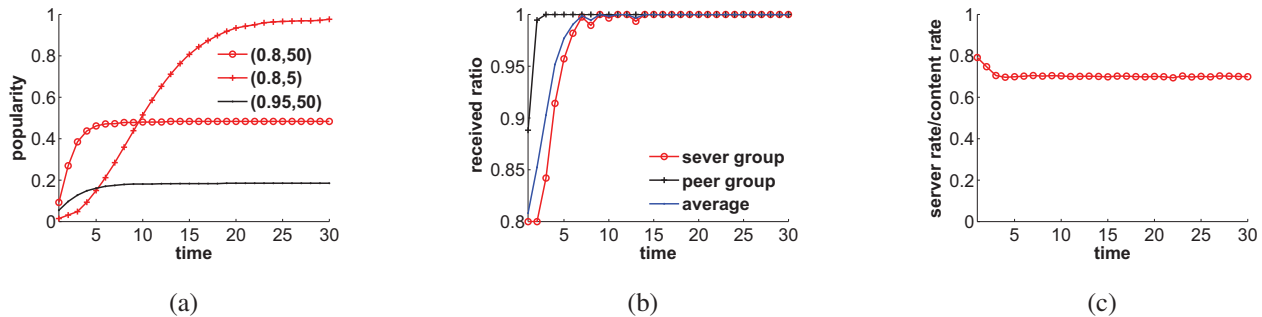 1
0.8
0.6
0.4
0.2
0
popularity
(0.8,50)
(0.8,5)
(0.95,50)
5 10 15 20 25 30
time
(a)
1
0.95
0.9
0.85
0.8
received ratio
sever group
peer group
average
5 10 15 20 25 30
time
(b)
1
0.8
0.6
0.4
0.2
0
server rate/content rate
5 10 15 20 25 30
time
(c)